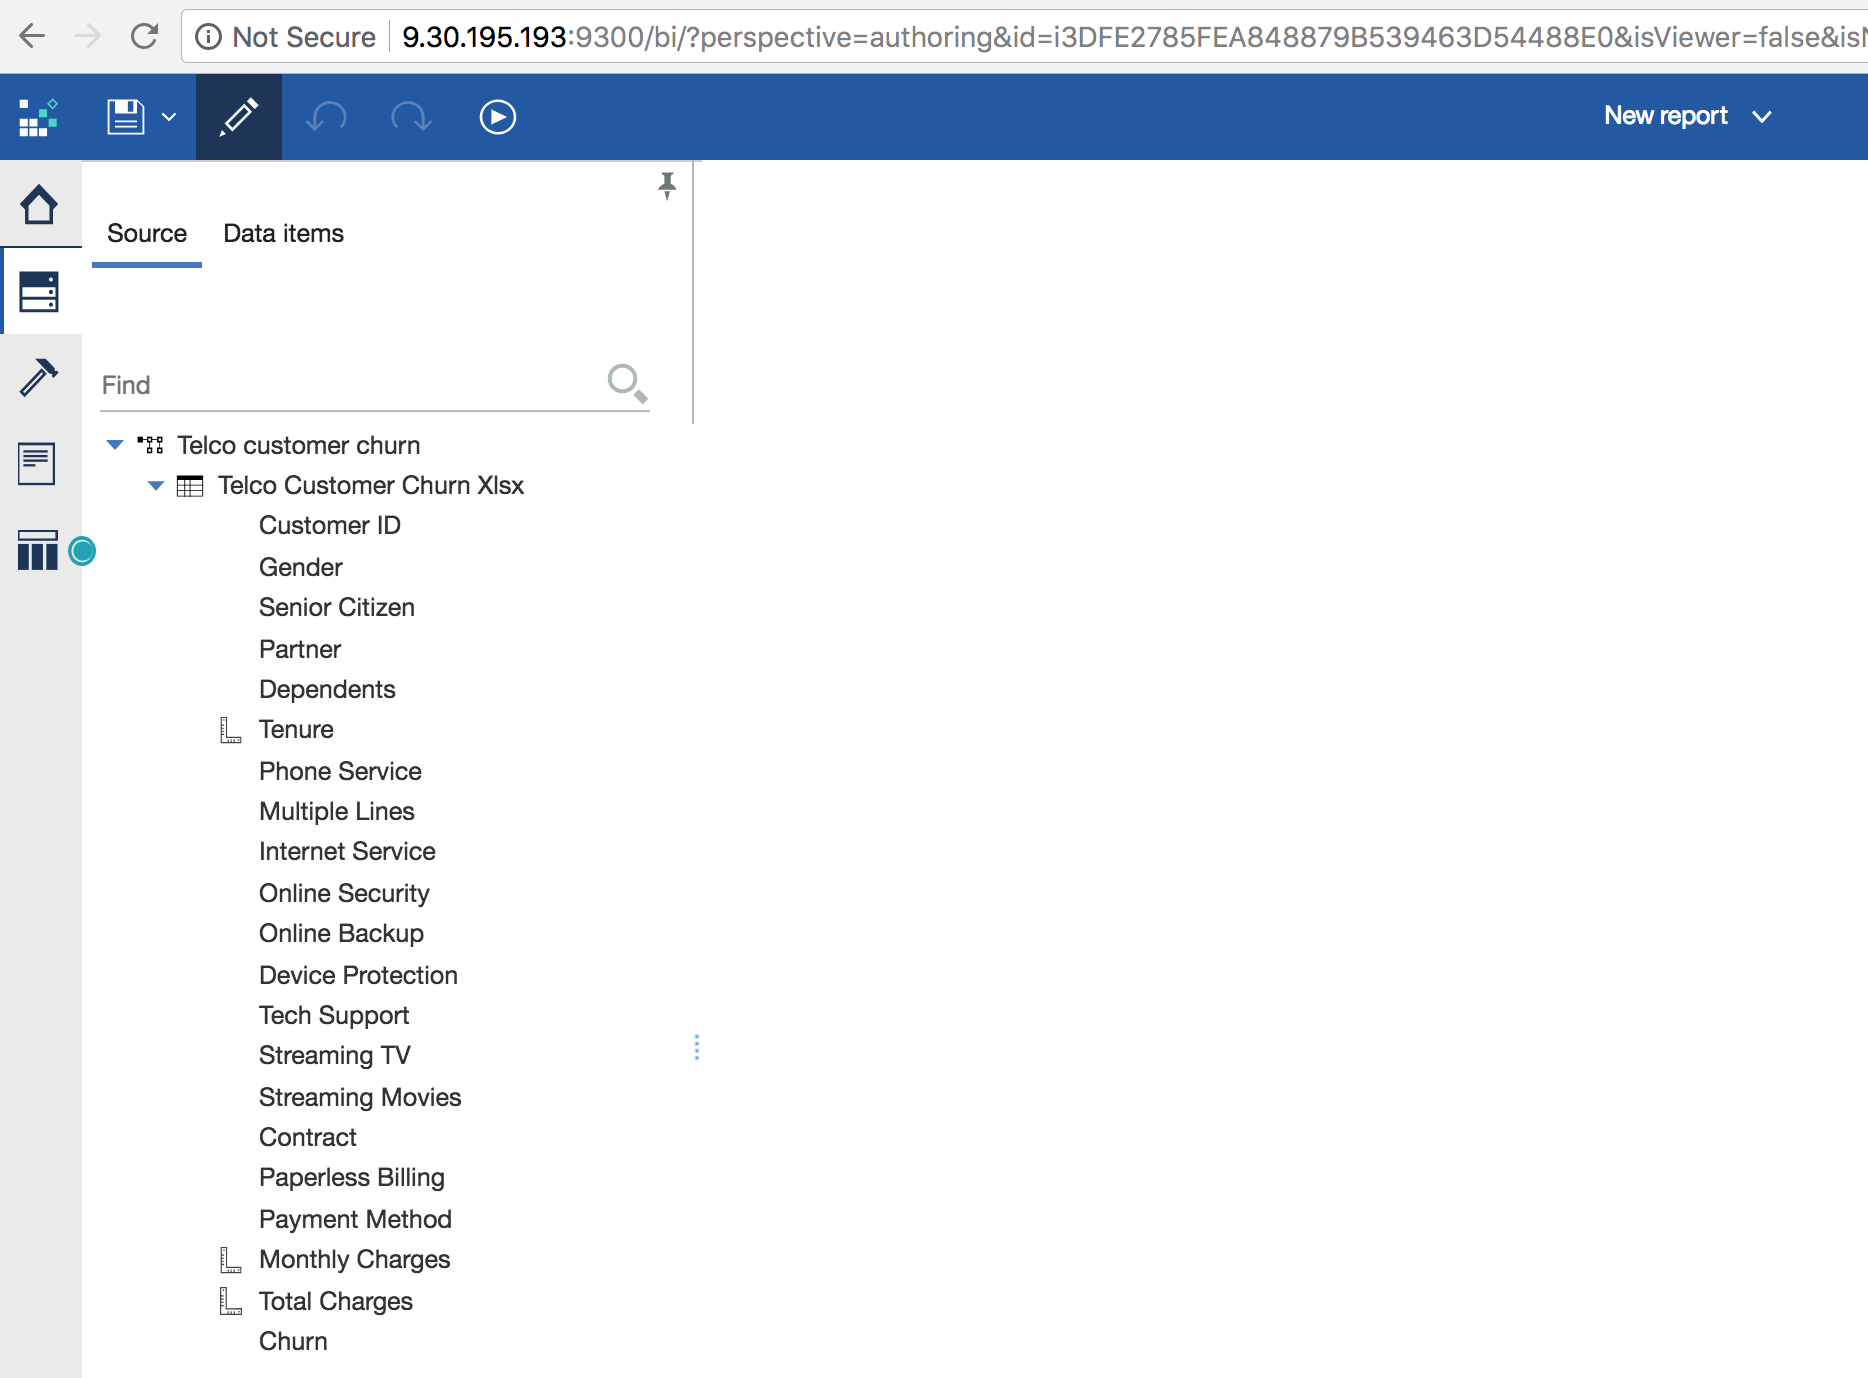 Not Secure 9.30.195.193:9300/bi/?perspective=authoring&id=i3DFE2785FEA848879B539463D54488E0&isViewer=false&is
New report
Source Data items
Find
Telco customer churn
Telco Customer Churn Xlsx
Customer ID
Gender
Senior Citizen
Partner
Dependents
Tenure
Phone Service
Multiple Lines
Internet Service
Online Security
Online Backup
Device Protection
Tech Support
Streaming TV
Streaming Movies
Contract
Paperless Billing
Payment Method
Monthly Charges
Total Charges
Churn